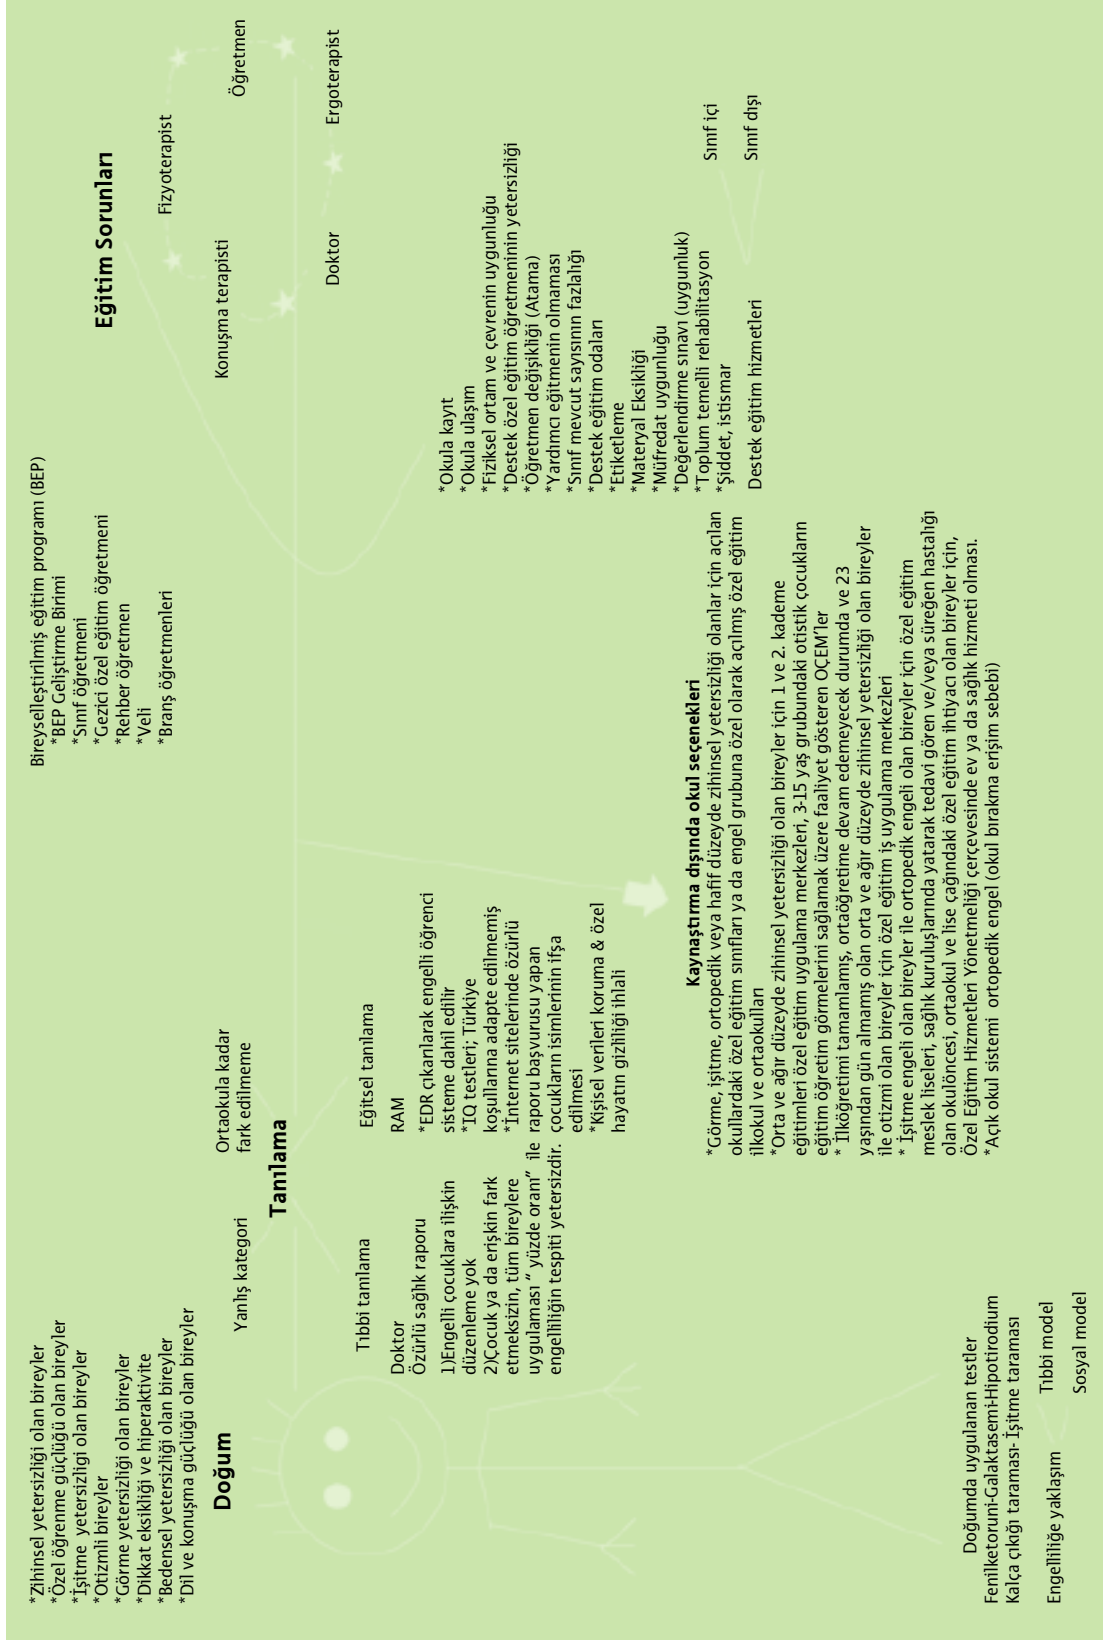 *Zihinsel yetersizliği olan bireyler
*Özel öğrenme güçlüğü olan bireyler
*İşitme yetersizligi olan bireyler
*Otizmli bireyler
*Görme yetersizliği olan bireyler
*Dikkat eksikliği ve hiperaktivite
*Bedensel yetersizliği olan bireyler
*Dil ve konuşma güçlüğü olan bireyler
Doğum
Yanlış kategori
Ortaokula kadar
fark edilmeme
Tanılama
Tıbbi tanılama
Doktor
Özürlü sağlık raporu
1)Engelli çocuklara ilişkin
düzenleme yok
2)Çocuk ya da erişkin fark
etmeksizin, tüm bireylere
uygulaması “ yüzde oranı” ile
engelliliğin tespiti yetersizdir.
Eğitsel tanılama
RAM
*EDR çıkarılarak engelli öğrenci
sisteme dahil edilir
*IQ testleri; Türkiye
koşullarına adapte edilmemiş
*İnternet sitelerinde özürlü
raporu başvurusu yapan
çocukların isimlerinin ifşa
edilmesi
*Kişisel verileri koruma & özel
hayatın gizliliği ihlali
Bireyselleştirilmiş eğitim programı (BEP)
*BEP Geliştirme Birimi
*Sınıf öğretmeni
*Gezici özel eğitim öğretmeni
*Rehber öğretmen
*Veli
*Branş öğretmenleri
Eğitim Sorunları
Konuşma terapisti
Fizyoterapist
Öğretmen
Doktor
Ergoterapist
*Okula kayıt
*Okula ulaşım
*Fiziksel ortam ve çevrenin uygunluğu
*Destek özel eğitim öğretmeninin yetersizliği
*Öğretmen değişikliği (Atama)
*Yardımcı eğitmenin olmaması
*Sınıf mevcut sayısının fazlalığı
*Destek eğitim odaları
*Etiketleme
*Materyal Eksikliği
*Müfredat uygunluğu
*Değerlendirme sınavı (uygunluk)
*Toplum temelli rehabilitasyon
*Şiddet, istismar
Destek eğitim hizmetleri
Sınıf içi
Sınıf dışı
Kaynaştırma dışında okul seçenekleri
*Görme, işitme, ortopedik veya hafif düzeyde zihinsel yetersizliği olanlar için açılan
okullardaki özel eğitim sınıfları ya da engel grubuna özel olarak açılmış özel eğitim
ilkokul ve ortaokulları
*Orta ve ağır düzeyde zihinsel yetersizliği olan bireyler için 1 ve 2. kademe
eğitimleri özel eğitim uygulama merkezleri, 3-15 yaş grubundaki otistik çocukların
eğitim öğretim görmelerini sağlamak üzere faaliyet gösteren OÇEM’ler
* İlköğretimi tamamlamış, ortaöğretime devam edemeyecek durumda ve 23
yaşından gün almamış olan orta ve ağır düzeyde zihinsel yetersizliği olan bireyler
ile otizmi olan bireyler için özel eğitim iş uygulama merkezleri
* İşitme engeli olan bireyler ile ortopedik engeli olan bireyler için özel eğitim
meslek liseleri, sağlık kuruluşlarında yatarak tedavi gören ve/veya süreğen hastalığı
olan okulöncesi, ortaokul ve lise çağındaki özel eğitim ihtiyacı olan bireyler için,
Özel Eğitim Hizmetleri Yönetmeliği çerçevesinde ev ya da sağlık hizmeti olması.
*Açık okul sistemi ortopedik engel (okul bırakma erişim sebebi)
Doğumda uygulanan testler
Fenilketoruni-Galaktasemi-Hipotirodium
Kalça çıkığı taraması- İşitme taraması
Engelliliğe yaklaşım
Tıbbi model
Sosyal model